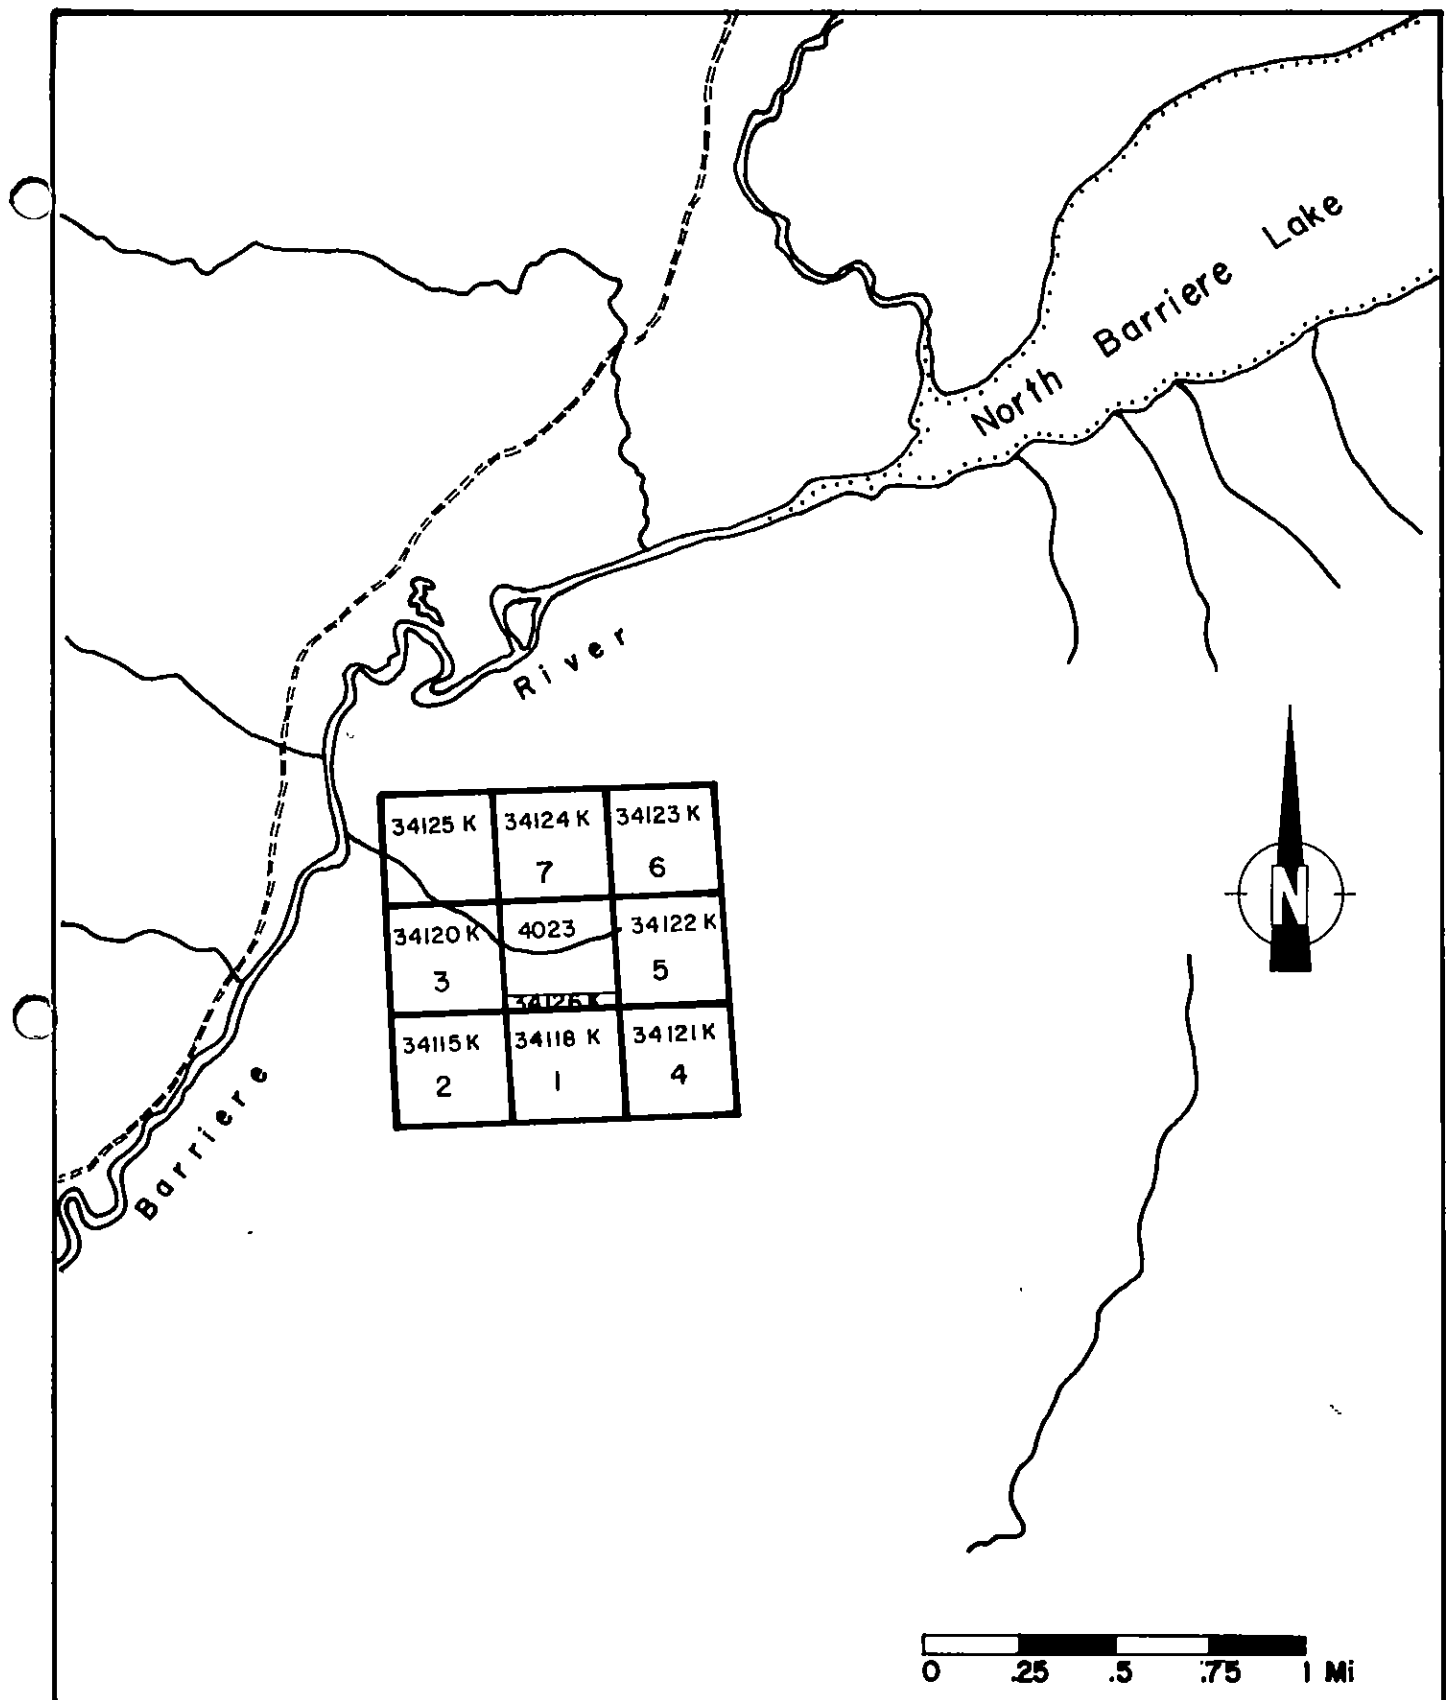 North Barriere Lake
River
34125 K 34124 K 34123 K
7 6
34120 K 4023 34122 K
3 5
34126 K
34115 K 34118 K 34121 K
2 1 4
N
Barriere
0 .25 .5 .75 1 Mi